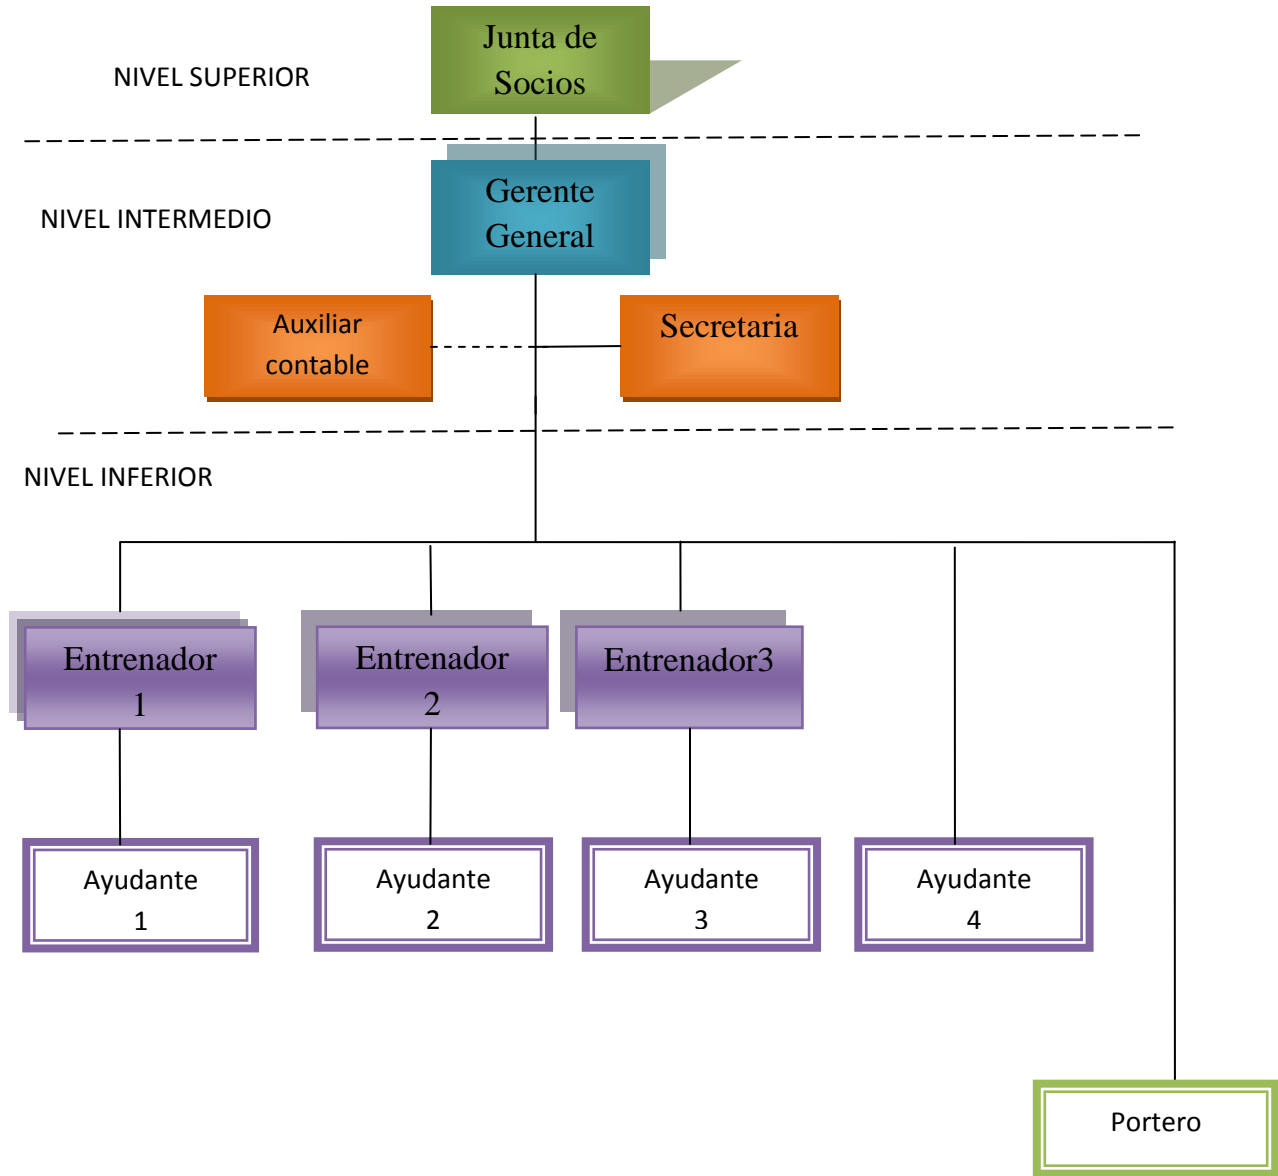 Junta de
Socios
NIVEL SUPERIOR
Gerente
General
NIVEL INTERMEDIO
Auxiliar
contable
Secretaria
NIVEL INFERIOR
Entrenador
1
Entrenador
2
Entrenador3
Ayudante
1
Ayudante
2
Ayudante
3
Ayudante
4
Portero